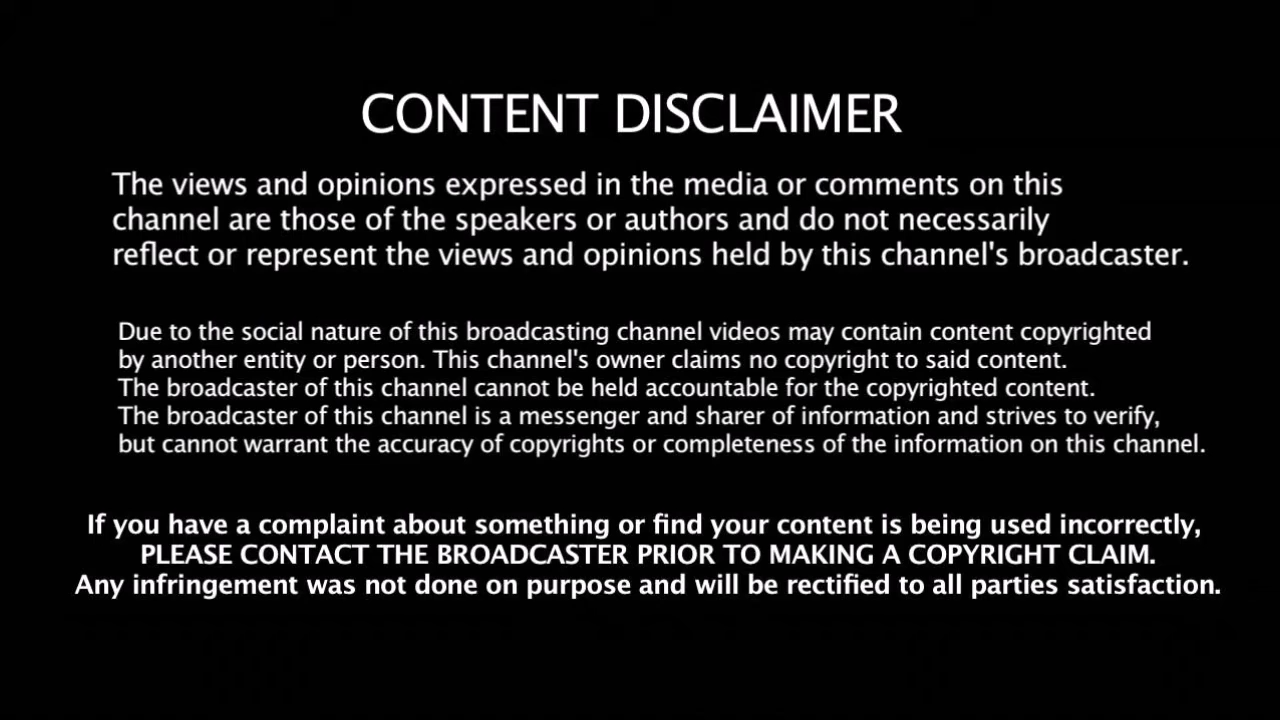 CONTENT DISCLAIMER
The views and opinions expressed in the media or comments on this
channel are those of the speakers or authors and do not necessarily
reflect or represent the views and opinions held by this channel's broadcaster.
Due to the social nature of this broadcasting channel videos may contain content copyrighted
by another entity or person. This channel's owner claims no copyright to said content.
The broadcaster of this channel cannot be held accountable for the copyrighted content.
The broadcaster of this channel is a messenger and sharer of information and strives to verify,
but cannot warrant the accuracy of copyrights or completeness of the information on this channel.
If you have a complaint about something or find your content is being used incorrectly,
PLEASE CONTACT THE BROADCASTER PRIOR TO MAKING A COPYRIGHT CLAIM.
Any infringement was not done on purpose and will be rectified to all parties satisfaction.